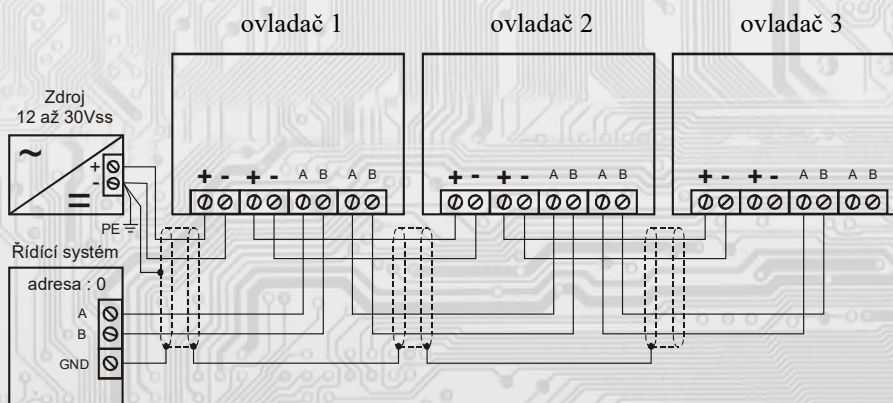 ovladač 1
ovladač 2
ovladač 3
Zdroj
12 až 30Vss
~
=
+
-
PE
+ - + - A B A B
+ - + - A B A B
+ - + - A B A B
Řídící systém
adresa : 0
A
B
GND